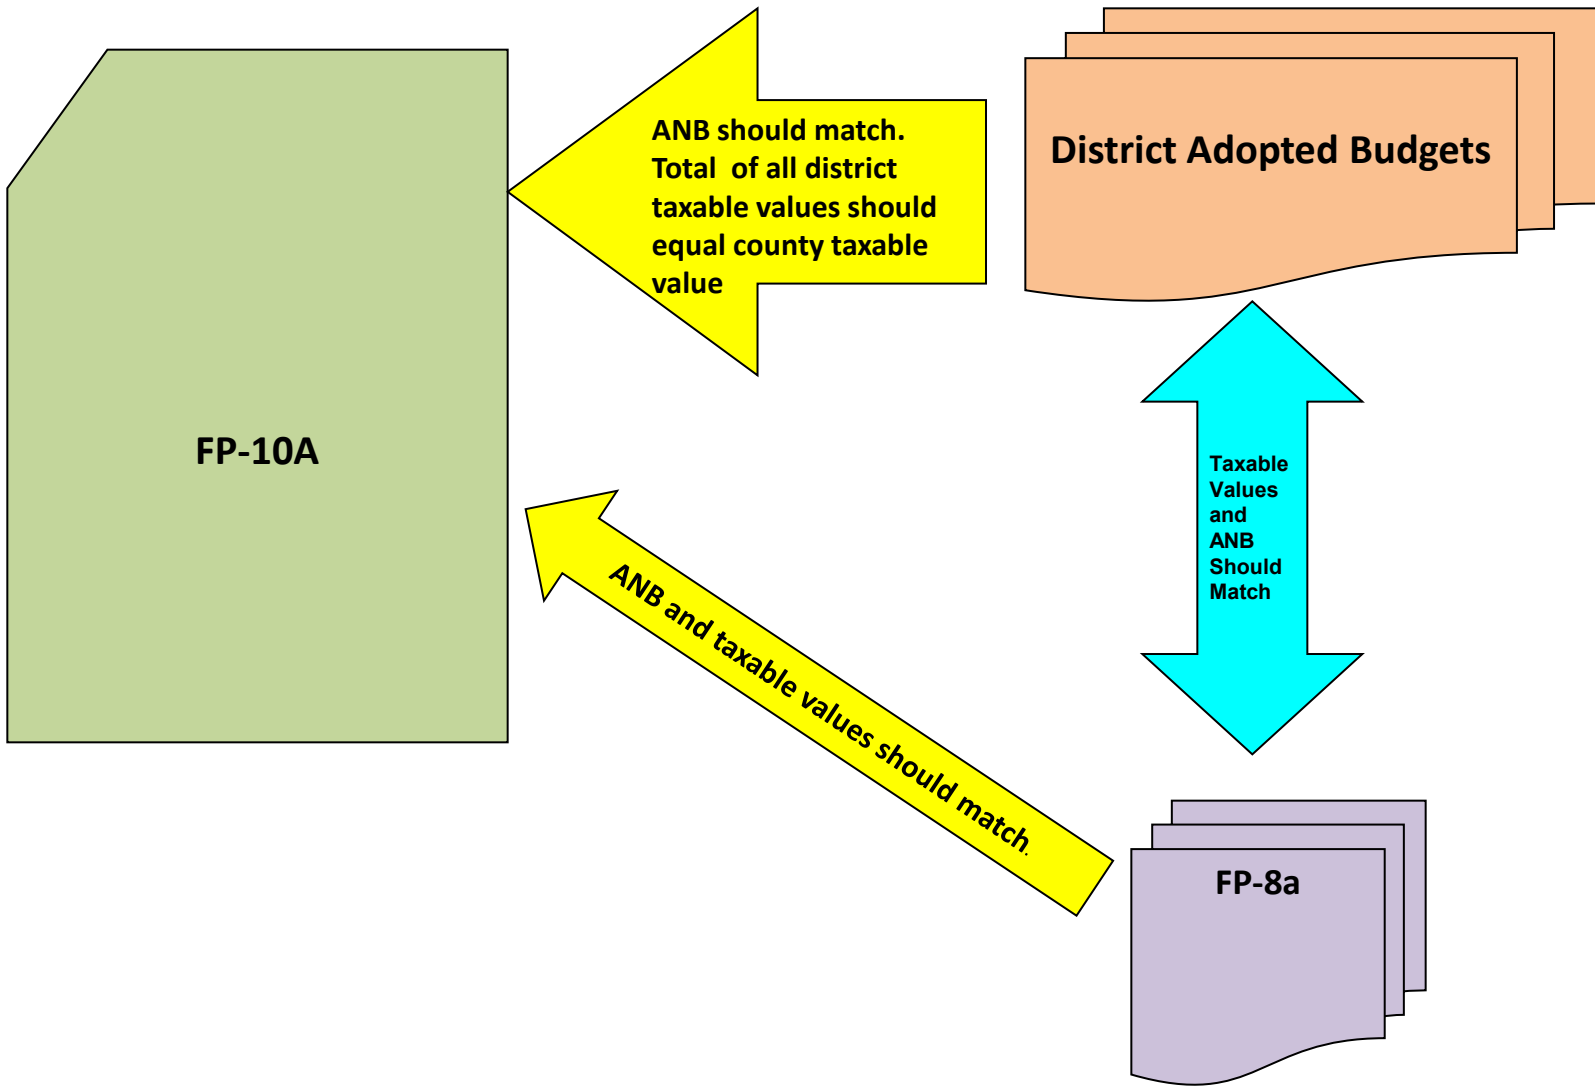 ANB should match.
Total  of all district
taxable values should
equal county taxable
value
District Adopted Budgets
FP-10A
Taxable
Values
and
ANB
Should
Match
ANB and taxable values should match.
FP-8a